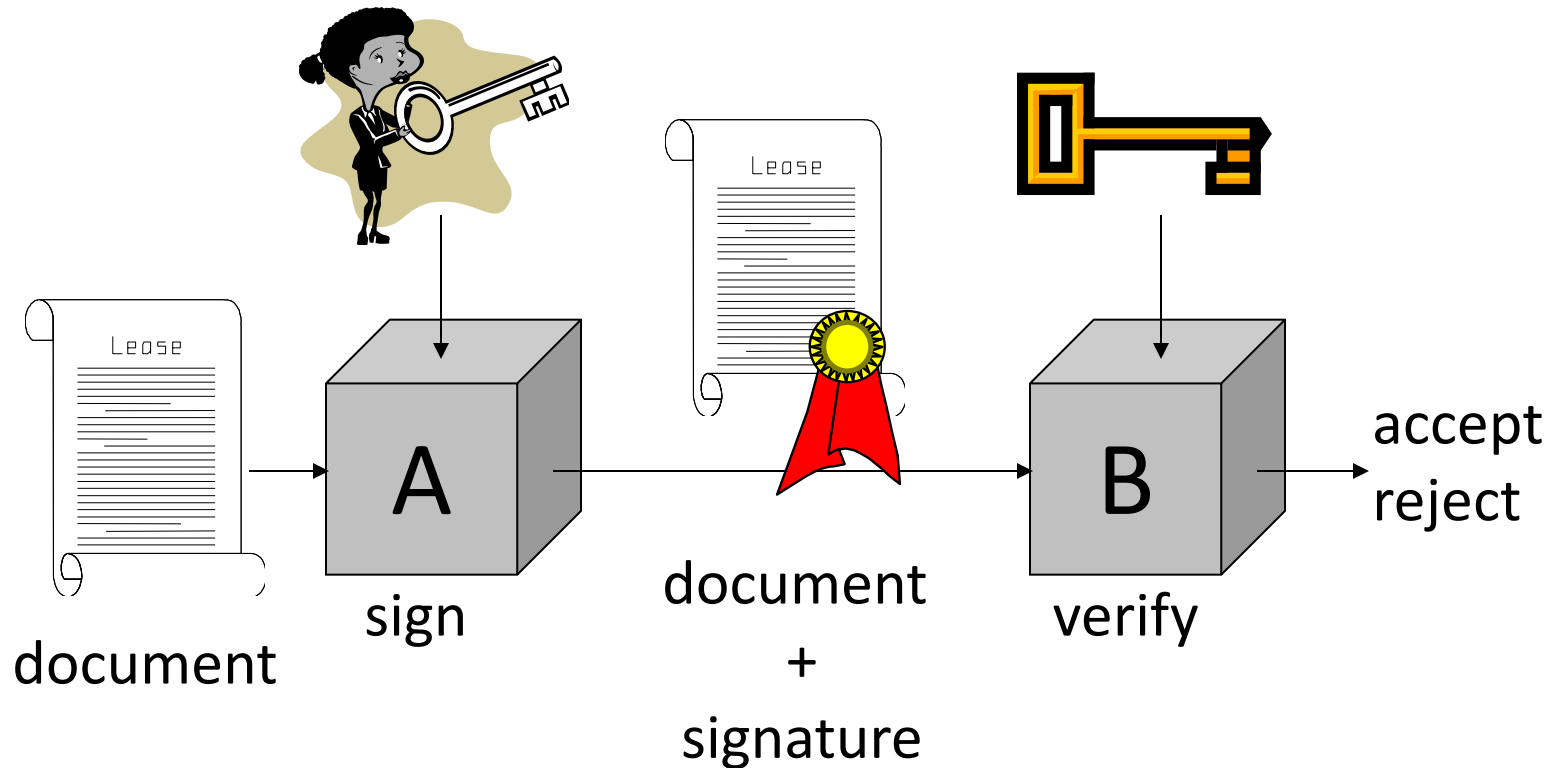 Lease
document
A
sign
Lease
document
+
signature
B
verify
accept
reject